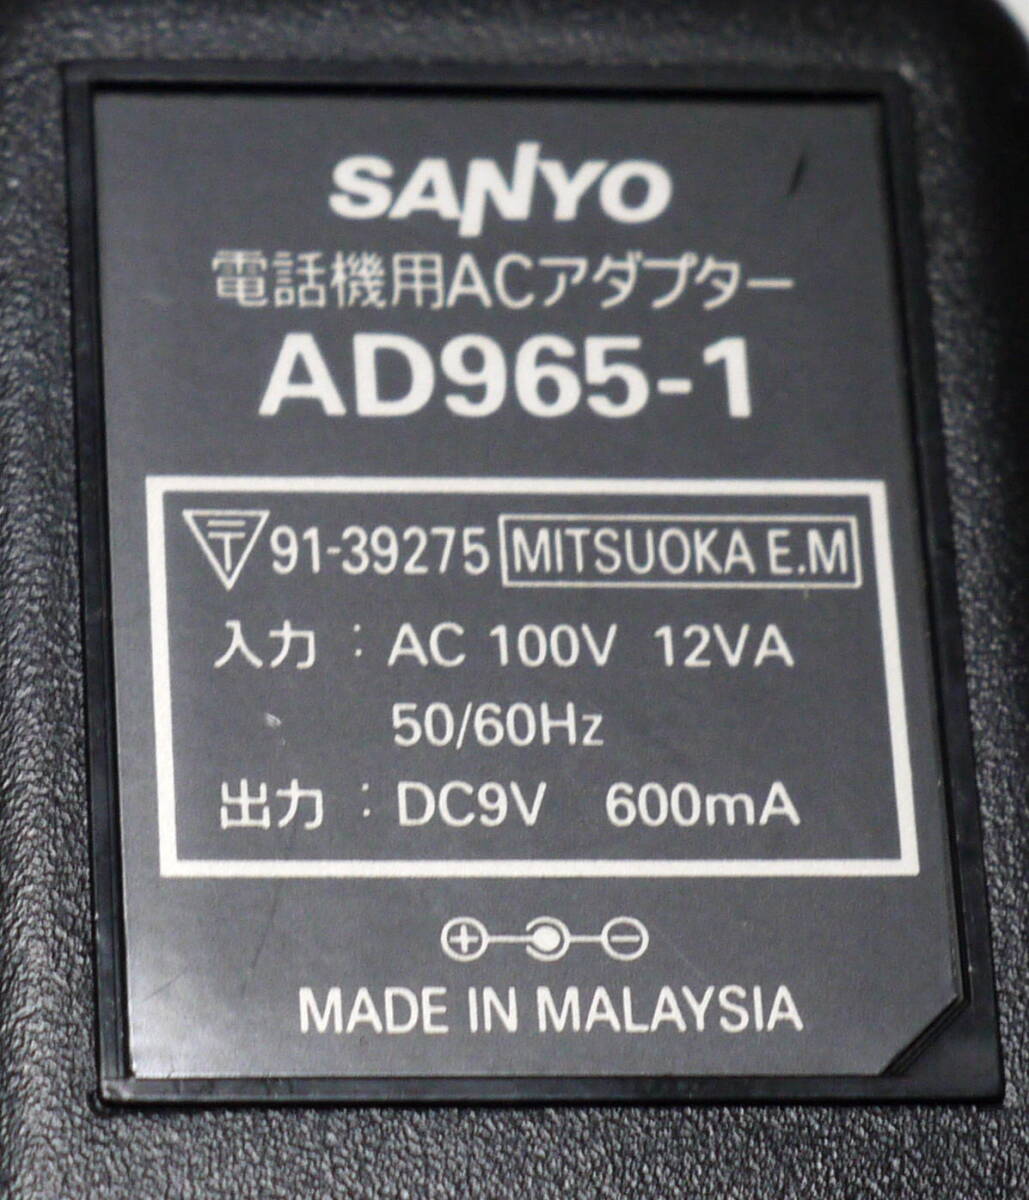 SANYO
電話機用ACアダプター
AD965-1
〒 91-39275 MITSUOKA E.M
入力 : AC 100V 12VA
50/60Hz
出力 : DC9V 600mA
MADE IN MALAYSIA